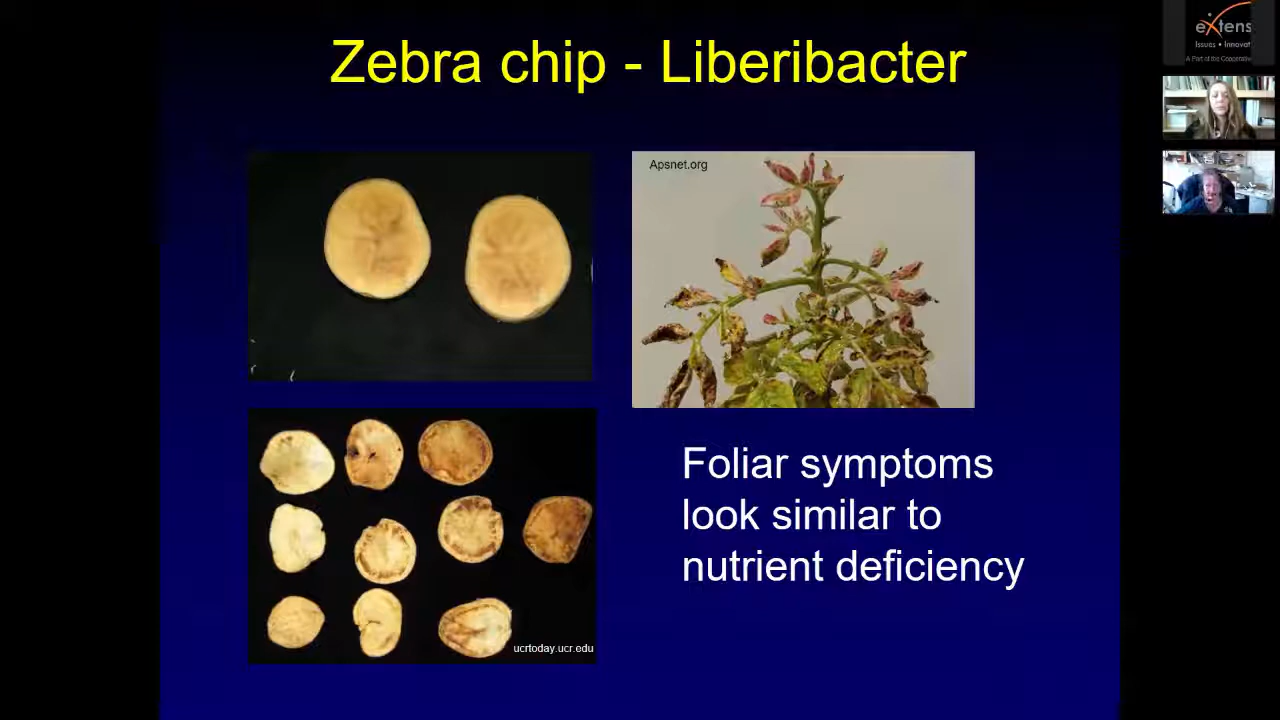 Zebra chip - Liberibacter
Apsnet.org
Foliar symptoms
look similar to
nutrient deficiency
ucrtoday.ucr.edu
eXtens
Issues • Innovat
A Part of the Cooperative